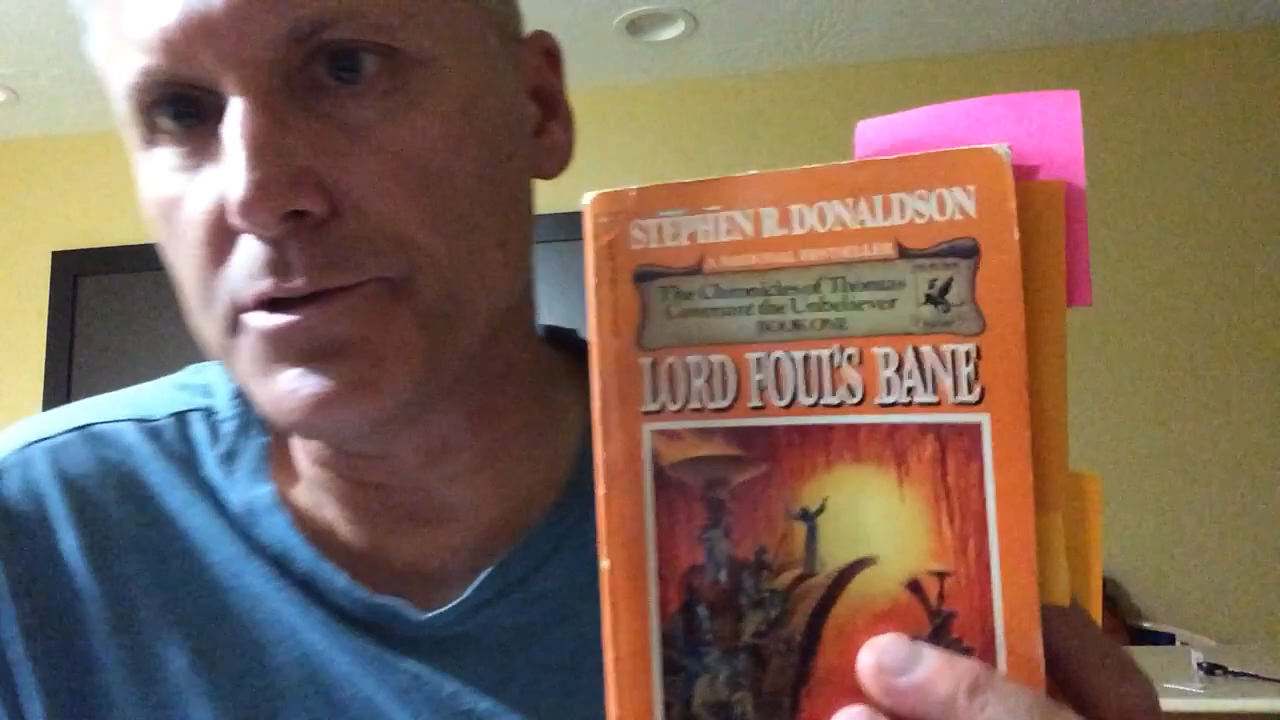 STEPHEN R. DONALDSON
A NATIONAL BESTSELLER
The Chronicles of Thomas
Covenant the Unbeliever
BOOK ONE
LORD FOUL'S BANE